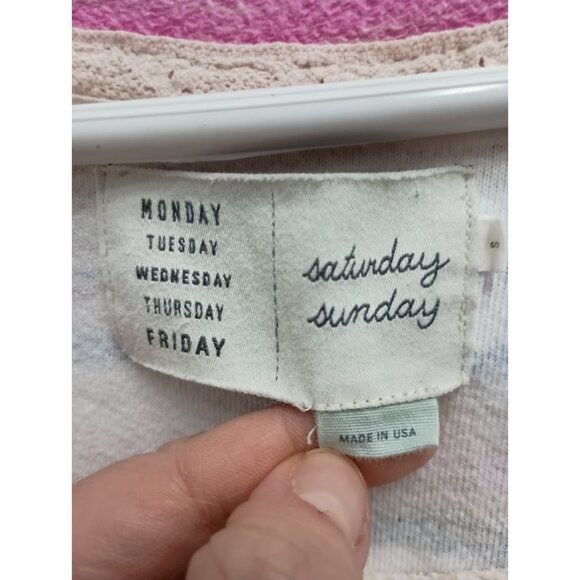 MONDAY
TUESDAY
WEDNESDAY
THURSDAY
FRIDAY
saturday
sunday
S
MADE IN USA